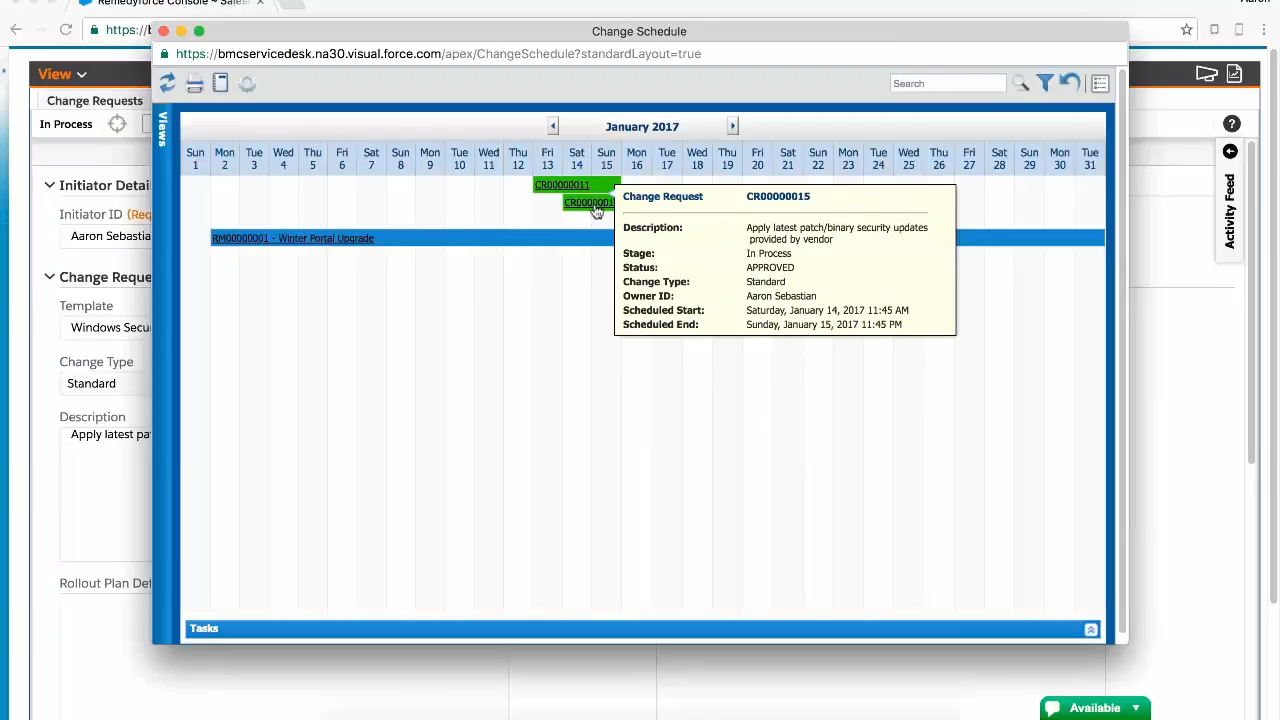 Remedyforce Console ~ Sales
Change Schedule
https://b
https://bmcservicedesk.na30.visual.force.com/apex/ChangeSchedule?standardLayout=true
View
Search
Change Requests
In Process
Views
January 2017
Sun Mon Tue Wed Thu Fri Sat Sun Mon Tue Wed Thu Fri Sat Sun Mon Tue Wed Thu Fri Sat Sun Mon Tue Wed Thu Fri Sat Sun Mon Tue
1 2 3 4 5 6 7 8 9 10 11 12 13 14 15 16 17 18 19 20 21 22 23 24 25 26 27 28 29 30 31
CR00000011
CR0000001
RM00000001 - Winter Portal Upgrade
Change Request CR00000015
Description: Apply latest patch/binary security updates
provided by vendor
Stage: In Process
Status: APPROVED
Change Type: Standard
Owner ID: Aaron Sebastian
Scheduled Start: Saturday, January 14, 2017 11:45 AM
Scheduled End: Sunday, January 15, 2017 11:45 PM
Activity Feed
Initiator Detai
Initiator ID (Req
Aaron Sebastia
Change Reque
Template
Windows Secu
Change Type
Standard
Description
Apply latest pa
Rollout Plan Det
Tasks
Available